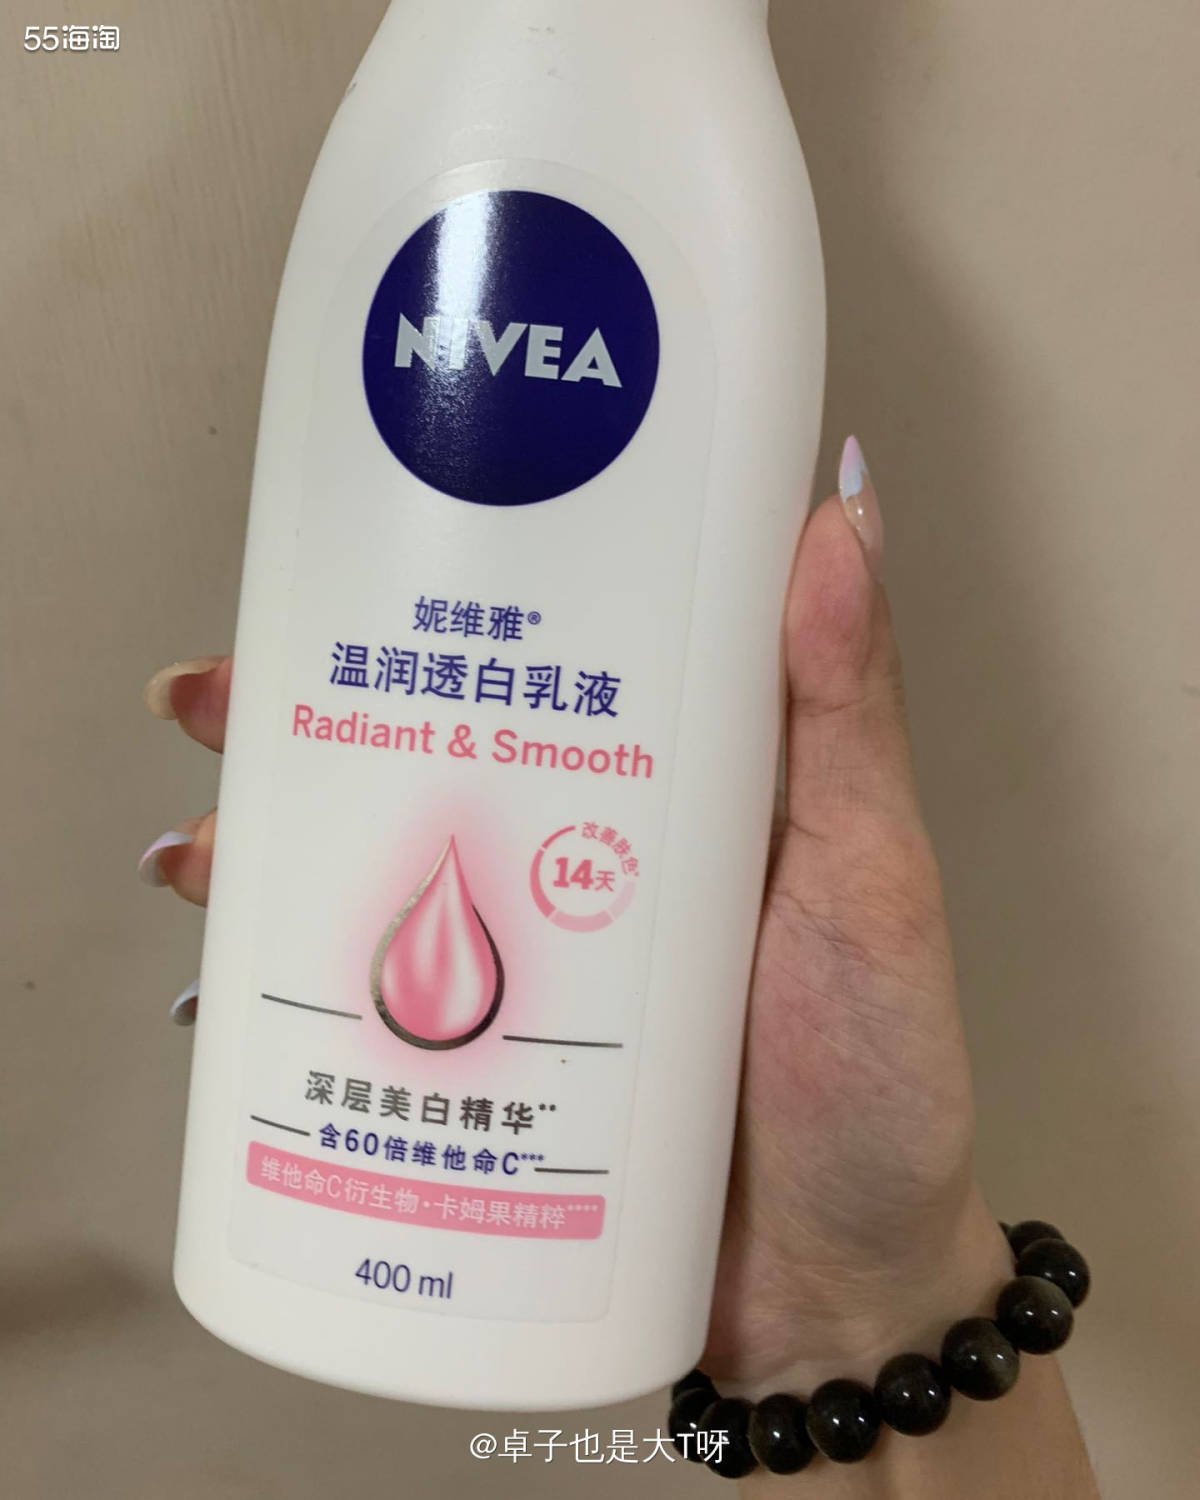 55海淘
NIVEA
妮维雅®
温润透白乳液
Radiant & Smooth
改善肤色*
14天
深层美白精华**
含60倍维他命C***
维他命C衍生物·卡姆果精粹****
400 ml
@卓子也是大T呀